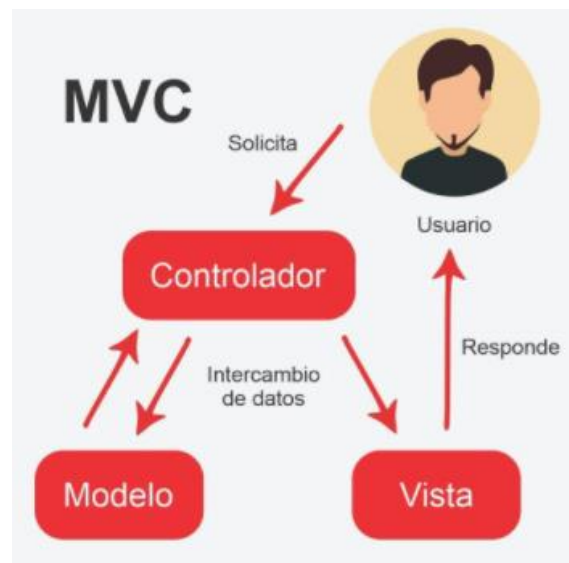 MVC
Solicita
Usuario
Controlador
Intercambio
de datos
Responde
Modelo
Vista